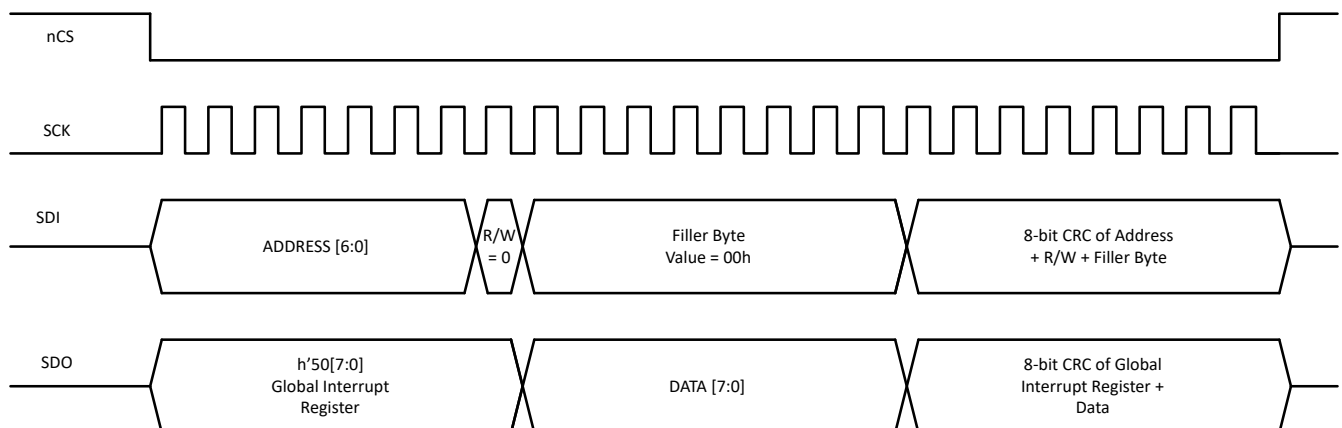 nCS
SCK
SDI
ADDRESS [6:0]
R/W
= 0
Filler Byte
Value = 00h
8-bit CRC of Address
+ R/W + Filler Byte
SDO
h’50[7:0]
Global Interrupt
Register
DATA [7:0]
8-bit CRC of Global
Interrupt Register +
Data